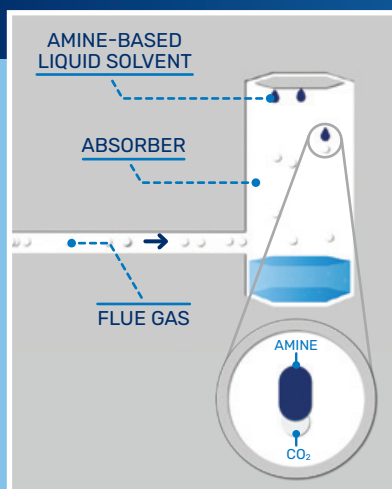 AMINE-BASED
LIQUID SOLVENT
ABSORBER
FLUE GAS
AMINE
CO₂